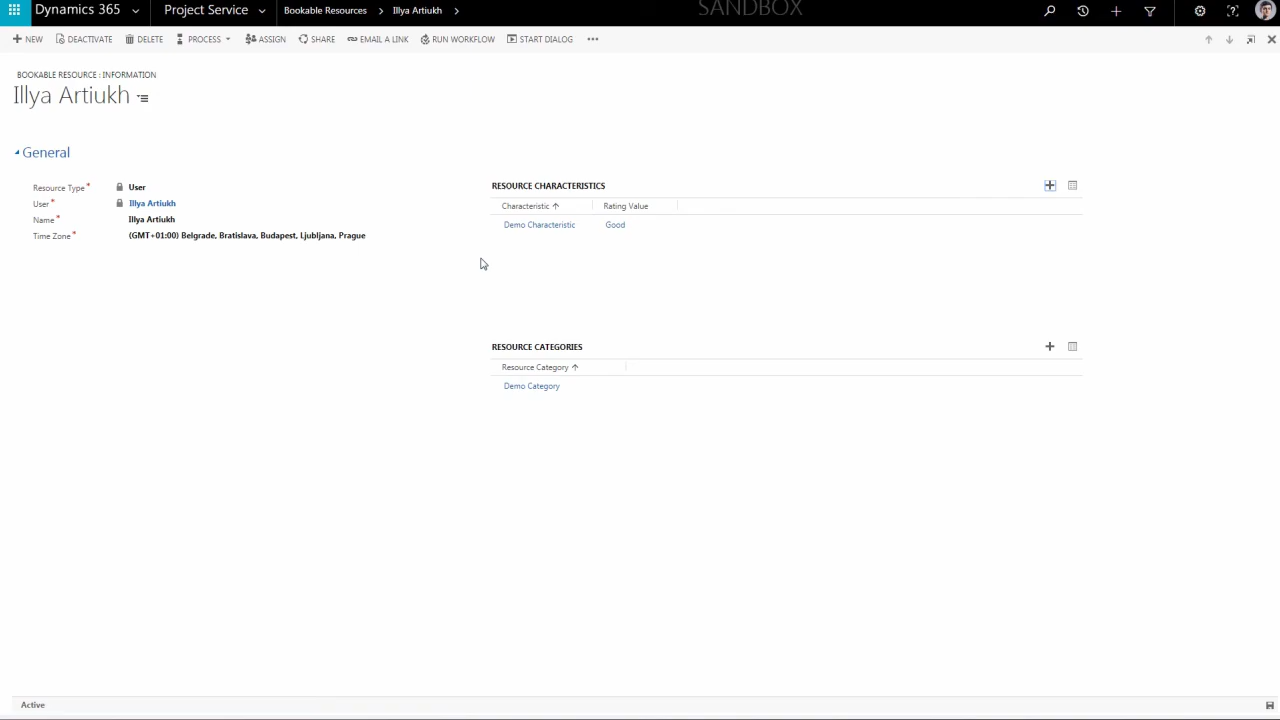 Dynamics 365 Project Service Bookable Resources Illya Artiukh SANDBOX
NEW DEACTIVATE DELETE PROCESS ASSIGN SHARE EMAIL A LINK RUN WORKFLOW START DIALOG
BOOKABLE RESOURCE : INFORMATION
Illya Artiukh
General
Resource Type* User
User* Illya Artiukh
Name* Illya Artiukh
Time Zone* (GMT+01:00) Belgrade, Bratislava, Budapest, Ljubljana, Prague
RESOURCE CHARACTERISTICS
Characteristic ↑ Rating Value
Demo Characteristic Good
RESOURCE CATEGORIES
Resource Category ↑
Demo Category
Active